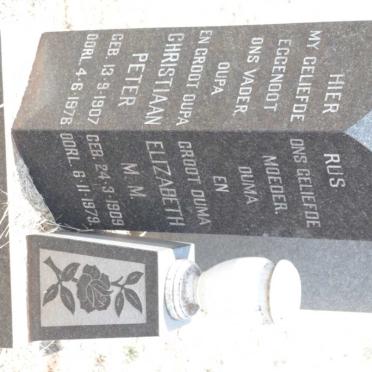 HIER RUS
MY GELIEFDE
EGGENOOT
ONS VADER.
OUPA
EN GROOT OUPA
CHRISTIAAN
PETER
GEB. 13-9-1907
OORL. 4-6-1976
ONS GELIEFDE
MOEDER.
OUMA
EN
GROOT OUMA
ELIZABETH
M. M.
GEB. 24-3-1909
OORL. 6-11-1979